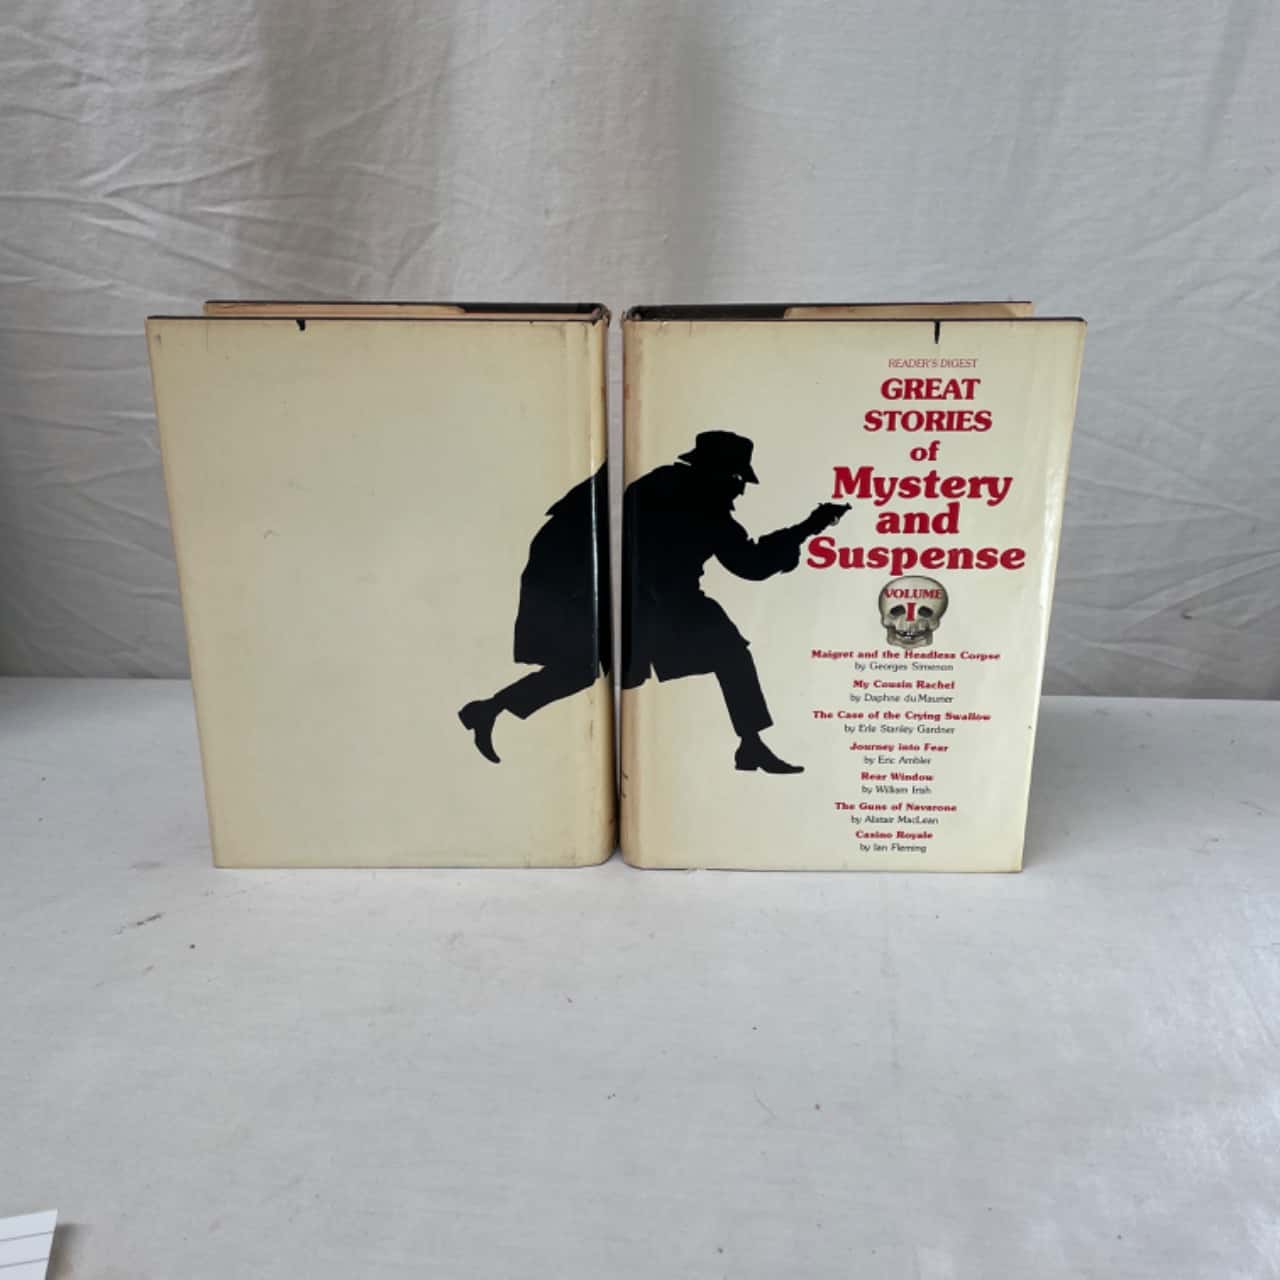 READER'S DIGEST
GREAT
STORIES
of
Mystery
and
Suspense
VOLUME
I
Maigret and the Headless Corpse
by Georges Simenon
My Cousin Rachel
by Daphne du Maurier
The Case of the Crying Swallow
by Erle Stanley Gardner
Journey into Fear
by Eric Ambler
Rear Window
by William Irish
The Guns of Navarone
by Alistair MacLean
Casino Royale
by Ian Fleming